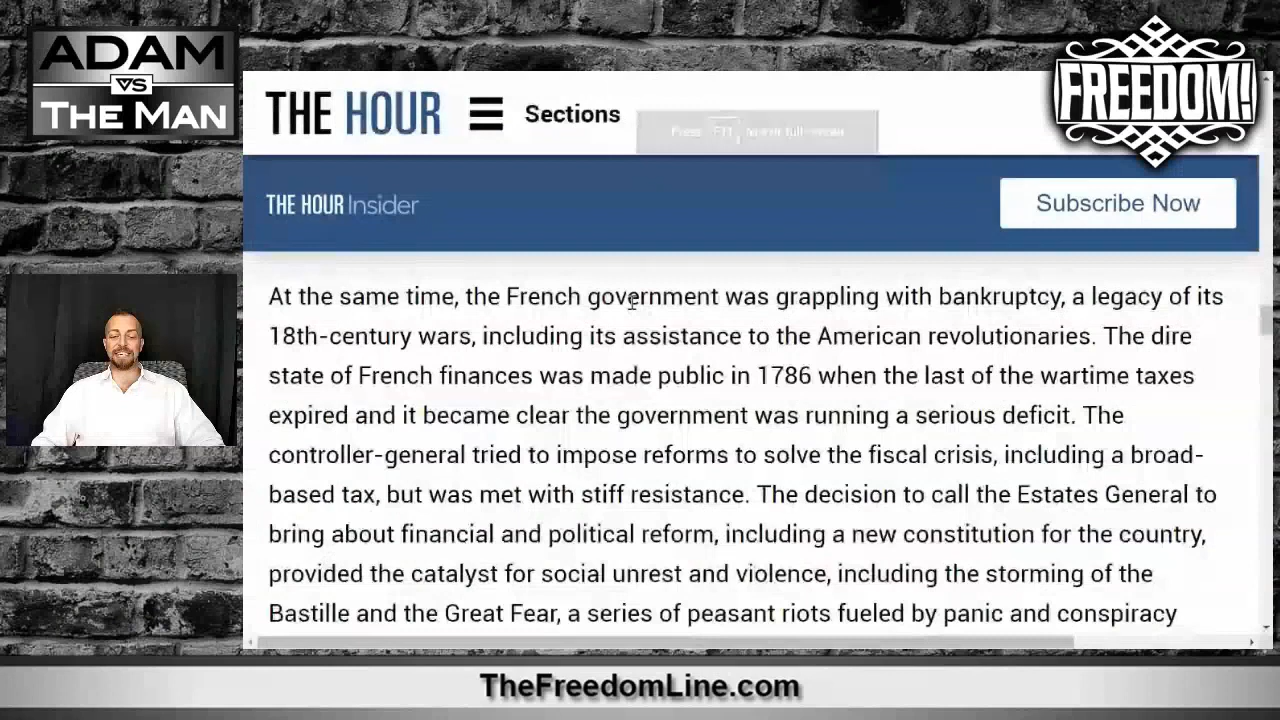 ADAM
VS
THE MAN
FREEDOM!
THE HOUR
Sections
Press F11 to exit full screen
THE HOUR Insider
Subscribe Now
At the same time, the French government was grappling with bankruptcy, a legacy of its
18th-century wars, including its assistance to the American revolutionaries. The dire
state of French finances was made public in 1786 when the last of the wartime taxes
expired and it became clear the government was running a serious deficit. The
controller-general tried to impose reforms to solve the fiscal crisis, including a broad-
based tax, but was met with stiff resistance. The decision to call the Estates General to
bring about financial and political reform, including a new constitution for the country,
provided the catalyst for social unrest and violence, including the storming of the
Bastille and the Great Fear, a series of peasant riots fueled by panic and conspiracy
TheFreedomLine.com